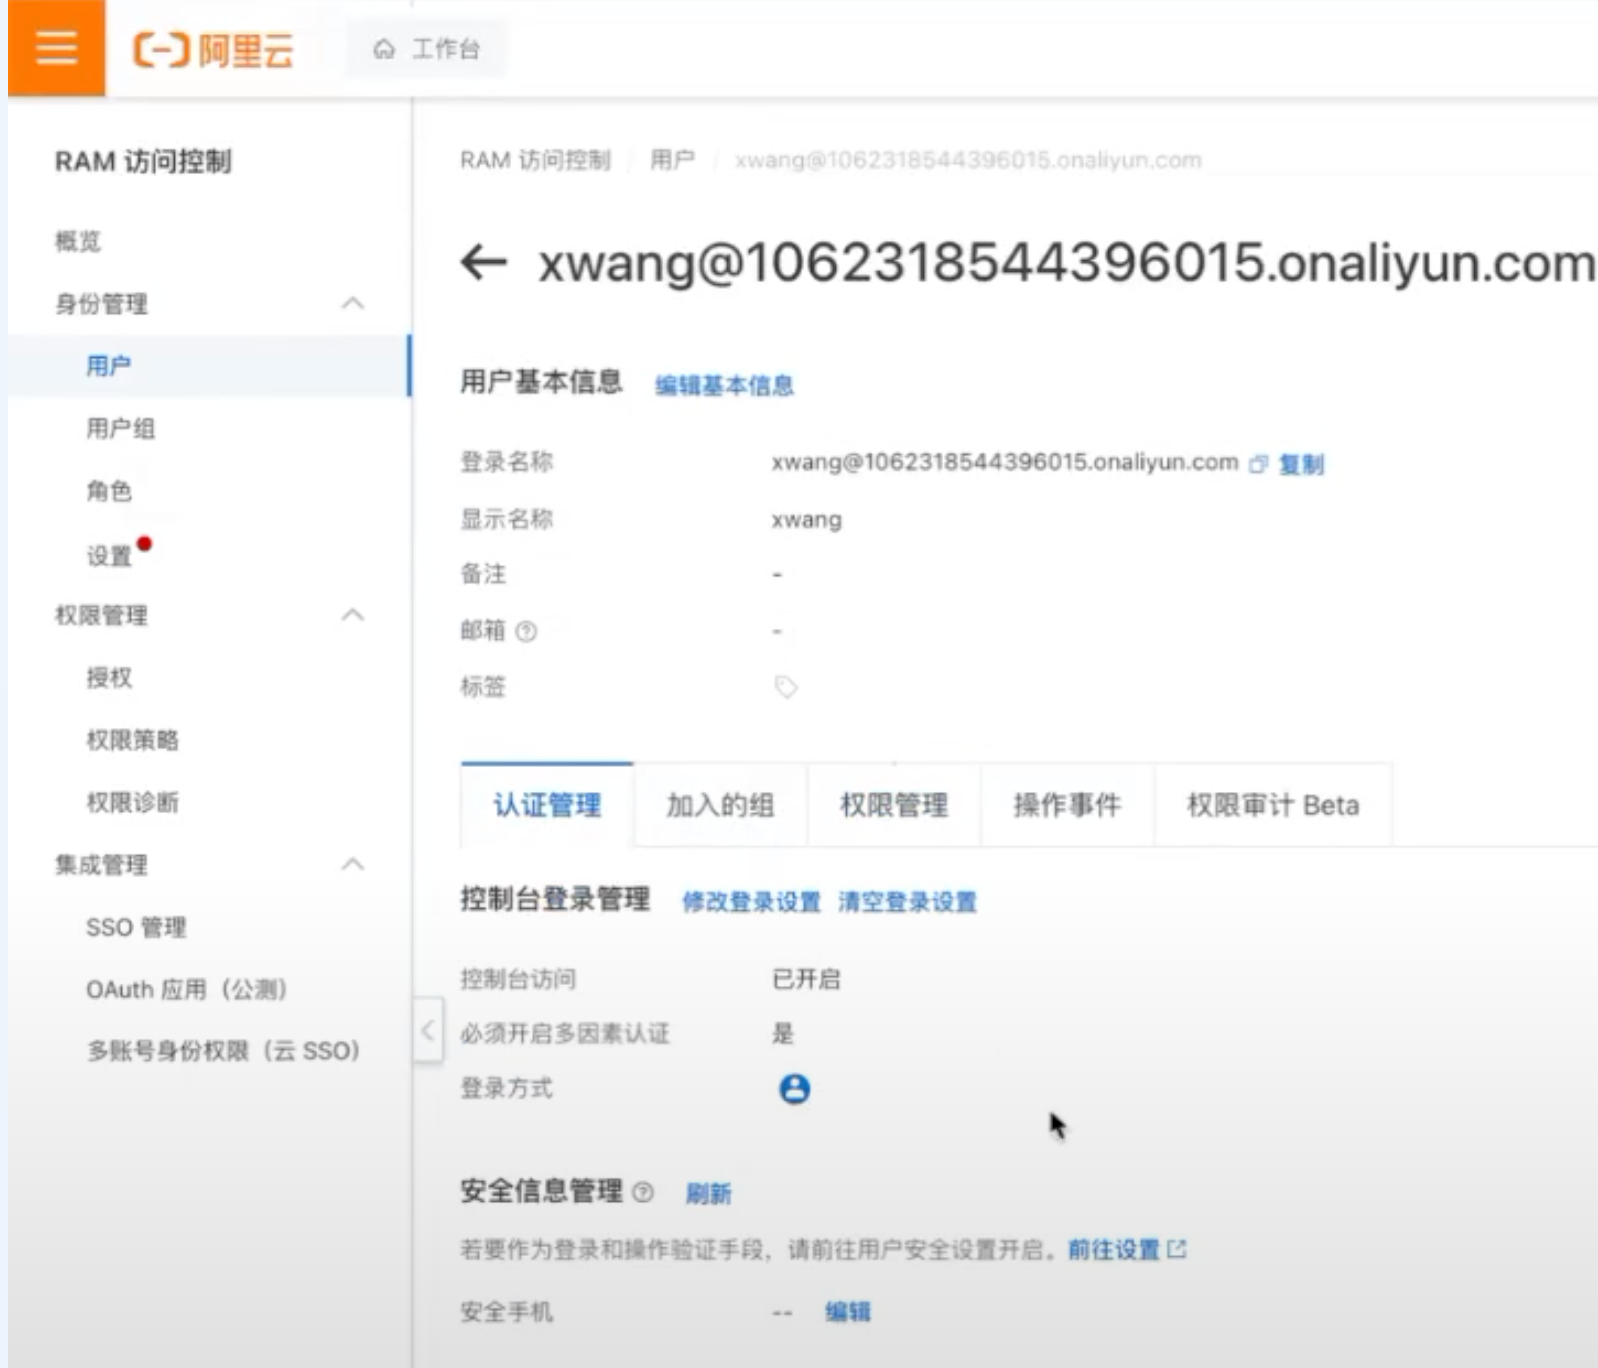 阿里云
工作台
RAM 访问控制
概览
身份管理
用户
用户组
角色
设置
权限管理
授权
权限策略
权限诊断
集成管理
SSO 管理
OAuth 应用（公测）
多账号身份权限（云 SSO）
RAM 访问控制 / 用户 / xwang@1062318544396015.onaliyun.com
← xwang@1062318544396015.onaliyun.com
用户基本信息 编辑基本信息
登录名称 xwang@1062318544396015.onaliyun.com 复制
显示名称 xwang
备注 -
邮箱 -
标签
认证管理 加入的组 权限管理 操作事件 权限审计 Beta
控制台登录管理 修改登录设置 清空登录设置
控制台访问 已开启
必须开启多因素认证 是
登录方式
安全信息管理 刷新
若要作为登录和操作验证手段，请前往用户安全设置开启。前往设置
安全手机 -- 编辑